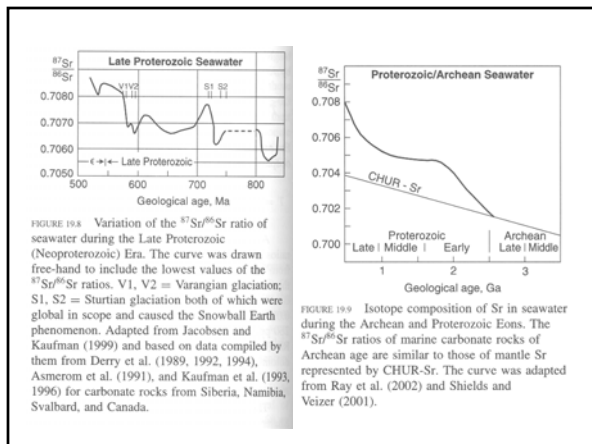 Late Proterozoic Seawater
87Sr
86Sr
0.7080
0.7070
0.7060
0.7050
V1 V2
S1
S2
Є
Late Proterozoic
500
600
700
800
Geological age, Ma
FIGURE 19.8 Variation of the 87Sr/86Sr ratio of
seawater during the Late Proterozoic
(Neoproterozoic) Era. The curve was drawn
free-hand to include the lowest values of the
87Sr/86Sr ratios. V1, V2 = Varangian glaciation;
S1, S2 = Sturtian glaciation both of which were
global in scope and caused the Snowball Earth
phenomenon. Adapted from Jacobsen and
Kaufman (1999) and based on data compiled by
them from Derry et al. (1989, 1992, 1994),
Asmerom et al. (1991), and Kaufman et al. (1993,
1996) for carbonate rocks from Siberia, Namibia,
Svalbard, and Canada.
87Sr
86Sr
Proterozoic/Archean Seawater
0.708
0.706
0.704
0.702
0.700
CHUR - Sr
Proterozoic
Archean
Late
Middle
Early
Late
Middle
1
2
3
Geological age, Ga
FIGURE 19.9 Isotope composition of Sr in seawater
during the Archean and Proterozoic Eons. The
87Sr/86Sr ratios of marine carbonate rocks of
Archean age are similar to those of mantle Sr
represented by CHUR-Sr. The curve was adapted
from Ray et al. (2002) and Shields and
Veizer (2001).